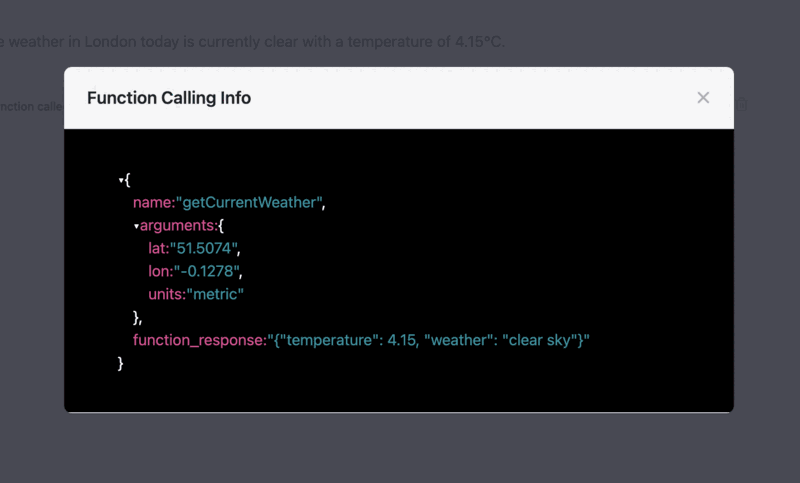 weather in London today is currently clear with a temperature of 4.15°C.
Function Calling Info
nction calle
{
name:"getCurrentWeather",
arguments:{
lat:"51.5074",
lon:"-0.1278",
units:"metric"
},
function_response:"{"temperature": 4.15, "weather": "clear sky"}"
}